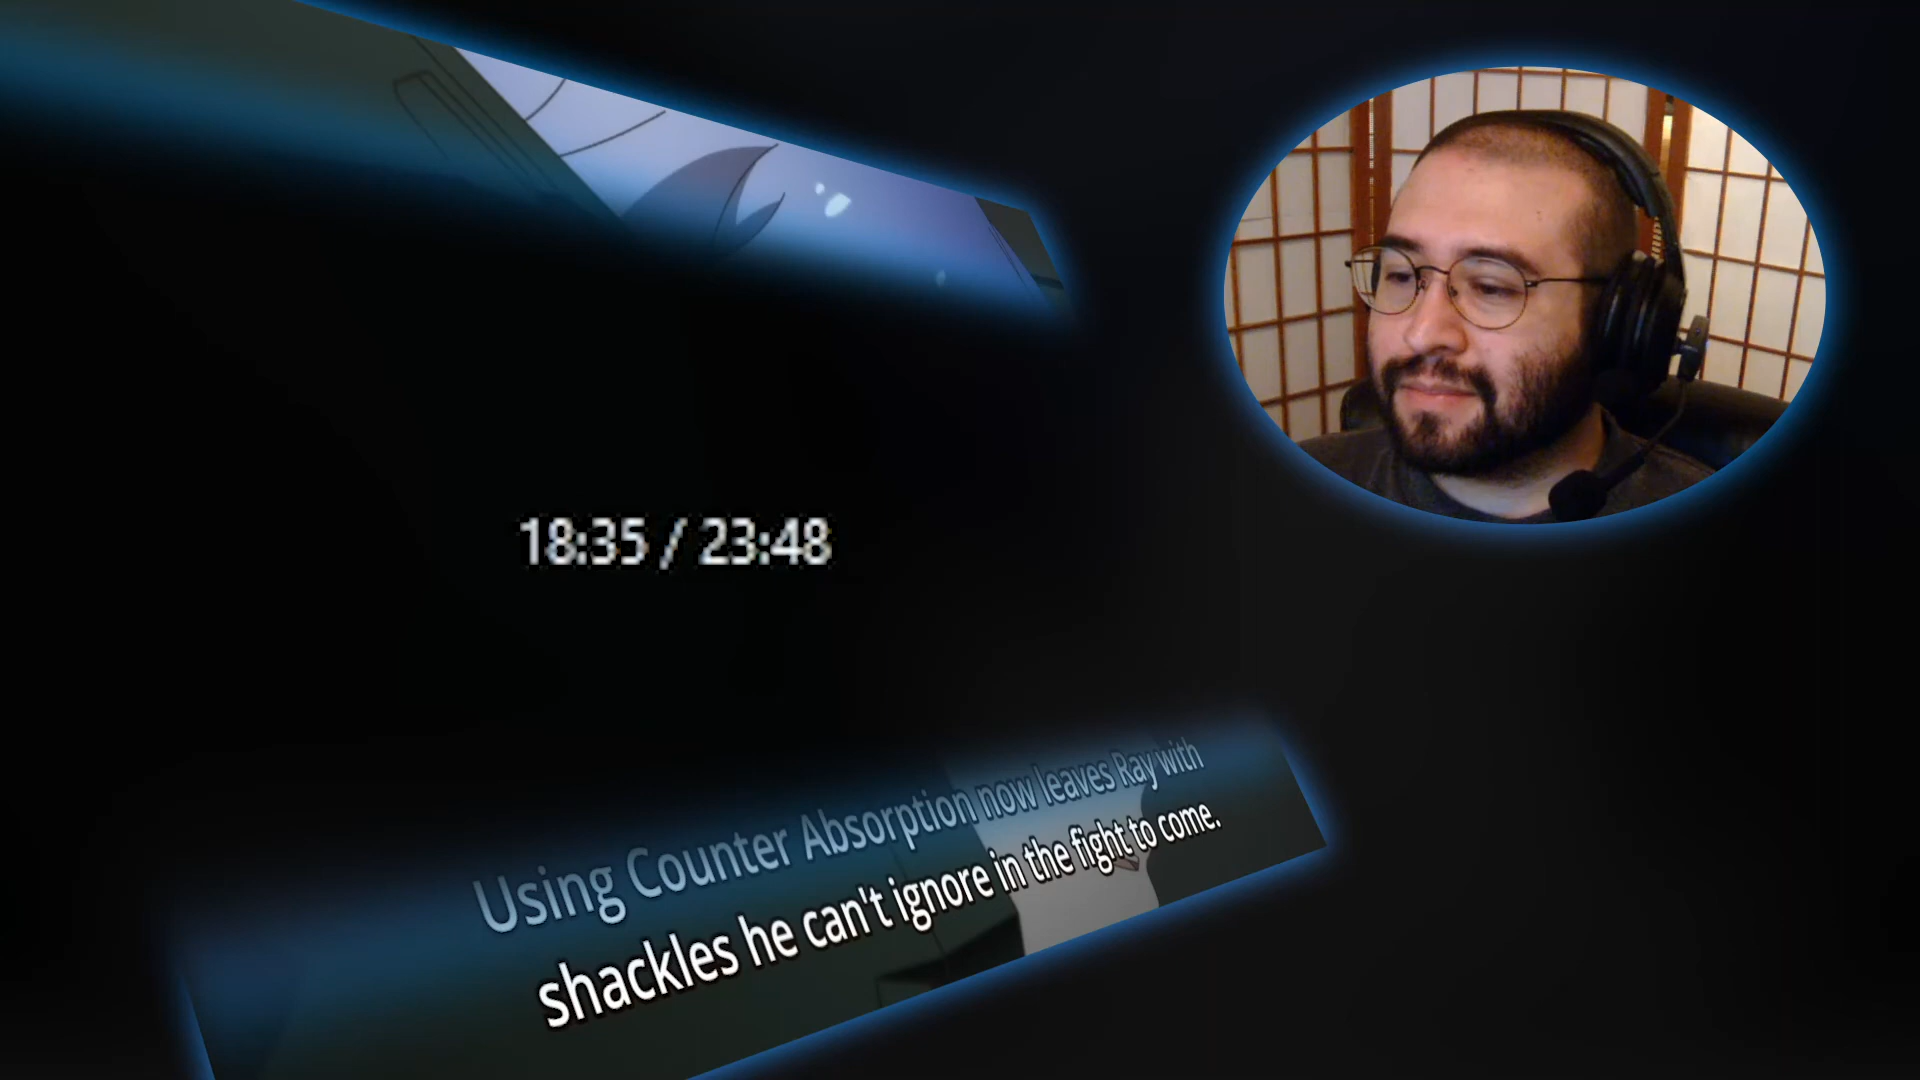 18:35 / 23:48
Using Counter Absorption now leaves Ray with
shackles he can't ignore in the fight to come.